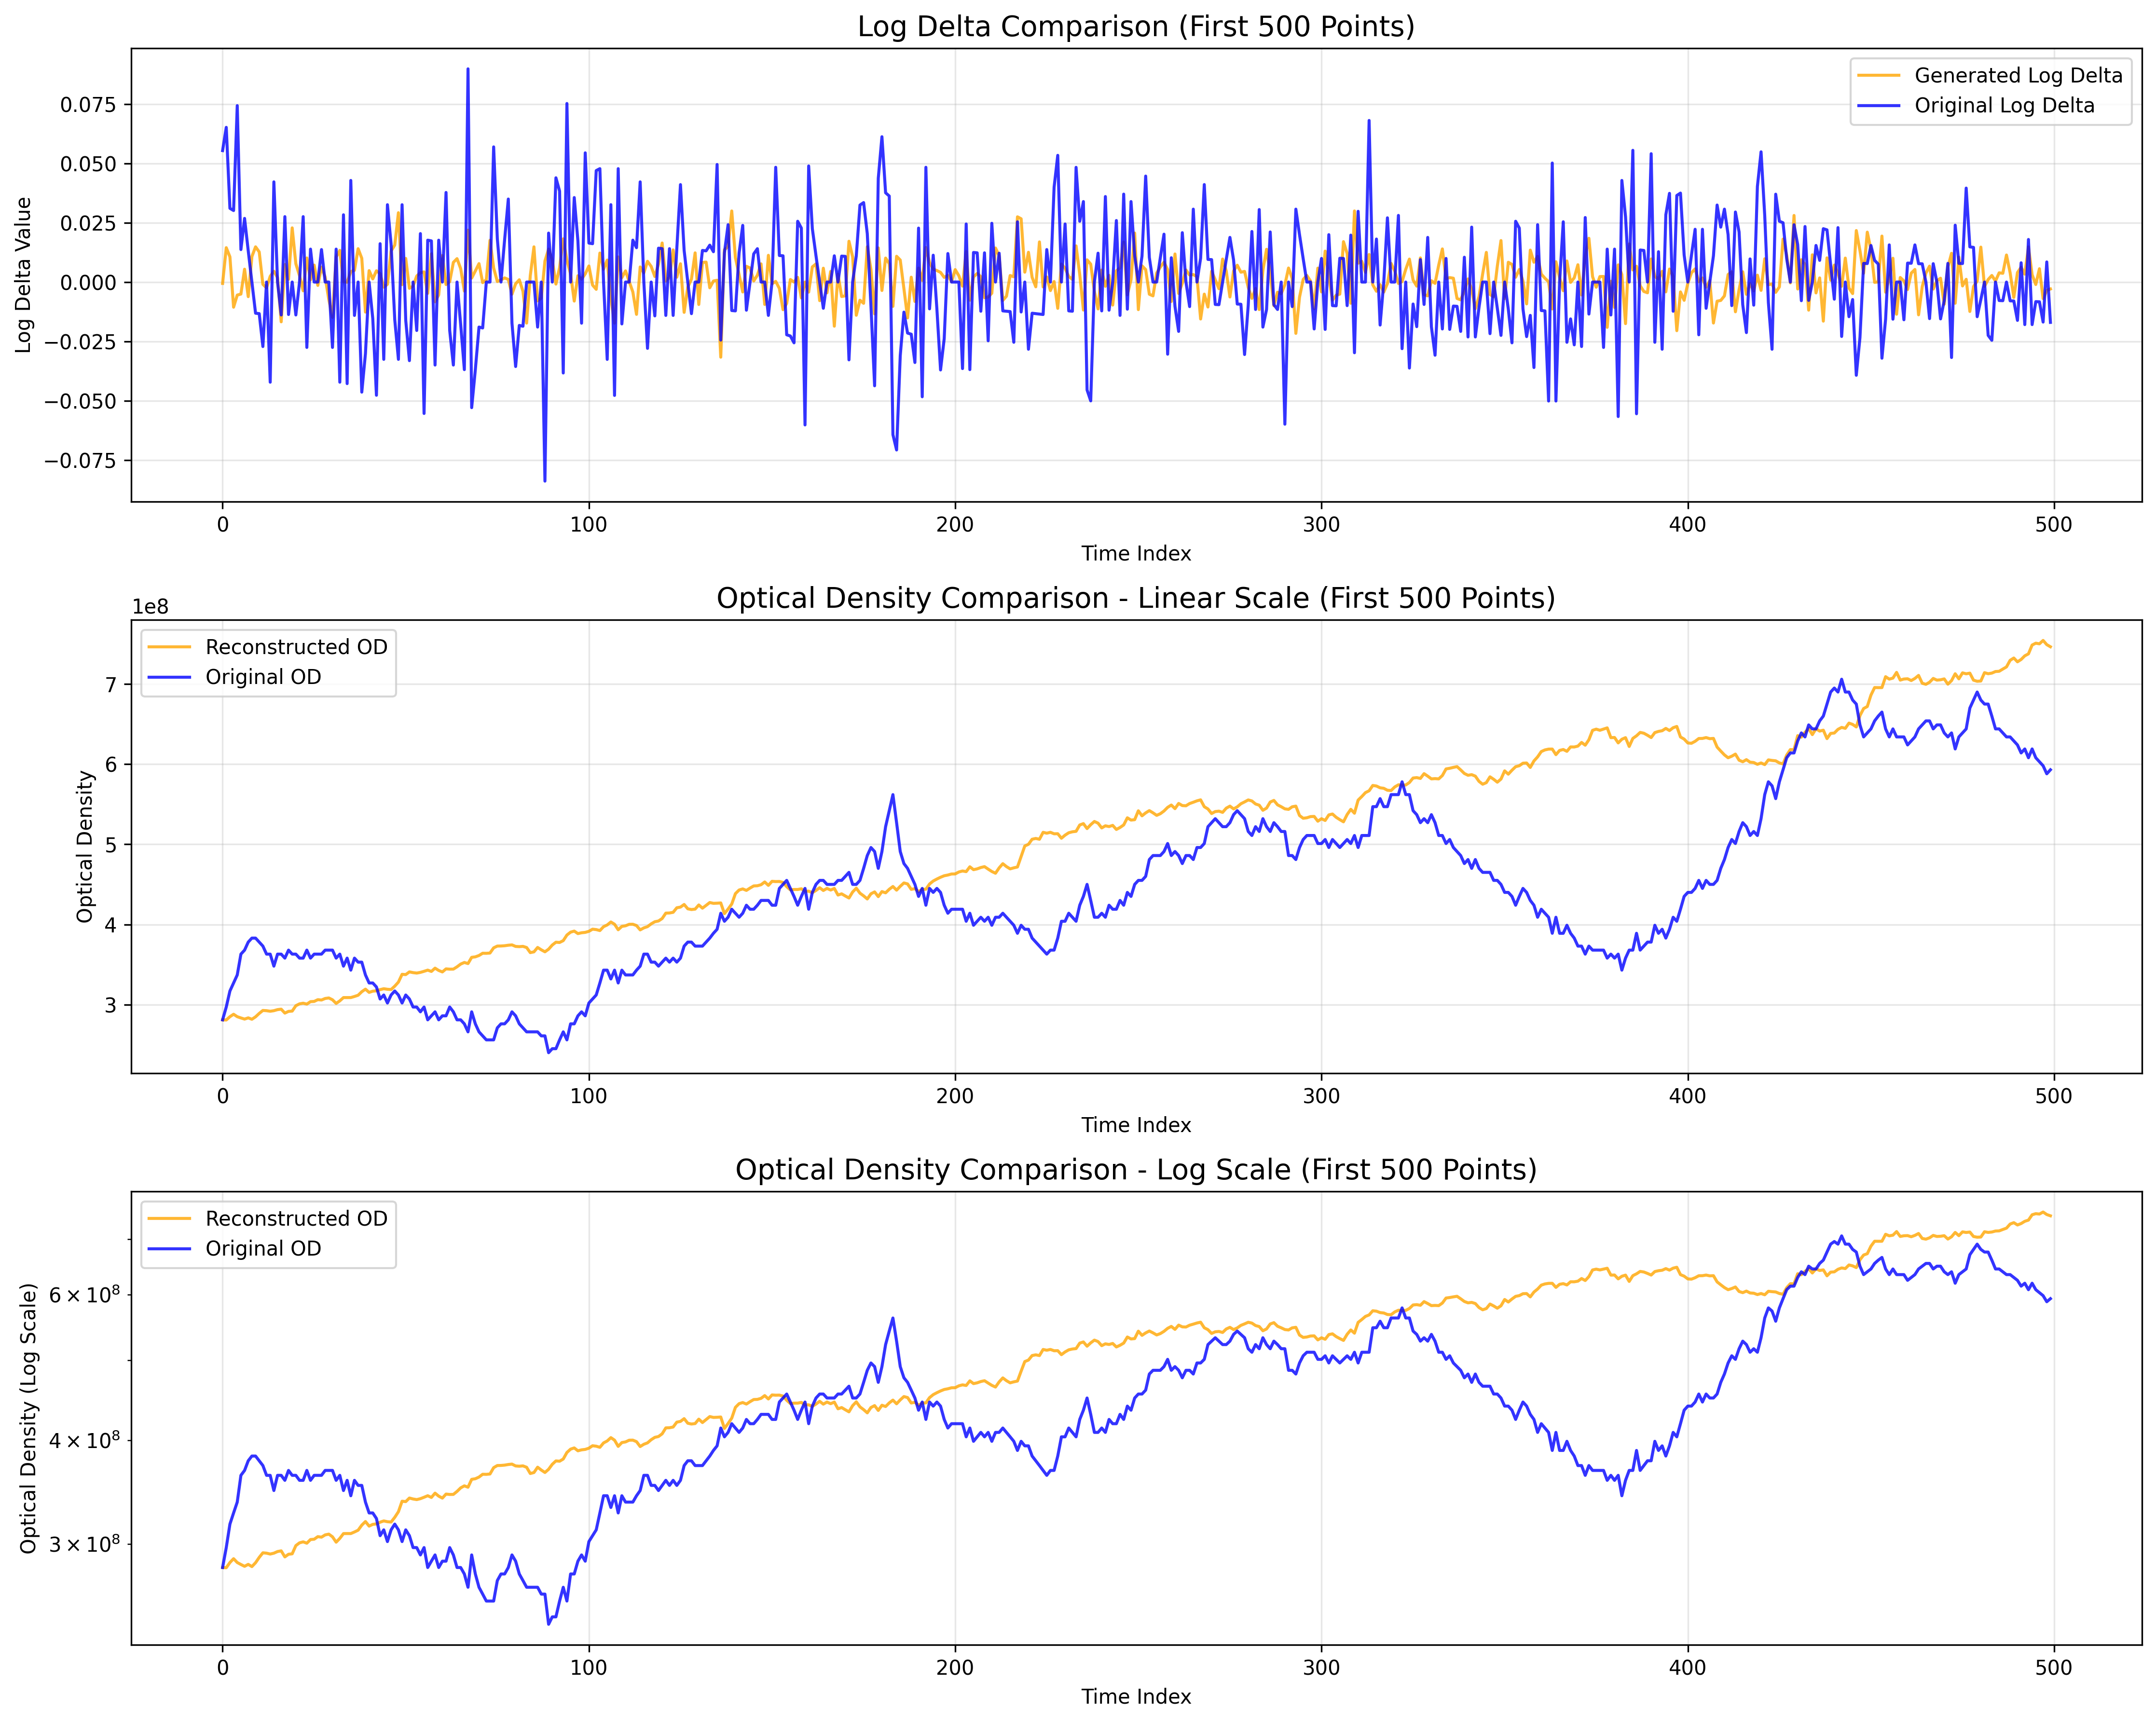 Log Delta Comparison (First 500 Points)
Generated Log Delta
Original Log Delta
Log Delta Value
0.075
0.050
0.025
0.000
−0.025
−0.050
−0.075
0 100 200 300 400 500
Time Index
Optical Density Comparison - Linear Scale (First 500 Points)
1e8
Reconstructed OD
Original OD
Optical Density
7
6
5
4
3
0 100 200 300 400 500
Time Index
Optical Density Comparison - Log Scale (First 500 Points)
Reconstructed OD
Original OD
Optical Density (Log Scale)
6 × 10⁸
4 × 10⁸
3 × 10⁸
0 100 200 300 400 500
Time Index